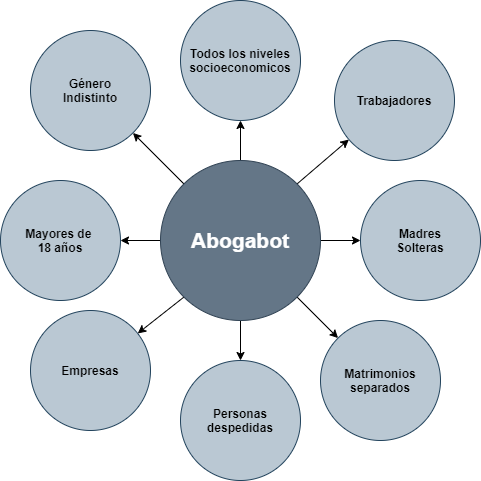 Todos los niveles
socioeconomicos
Género
Indistinto
Trabajadores
Mayores de
18 años
Abogabot
Madres
Solteras
Empresas
Matrimonios
separados
Personas
despedidas